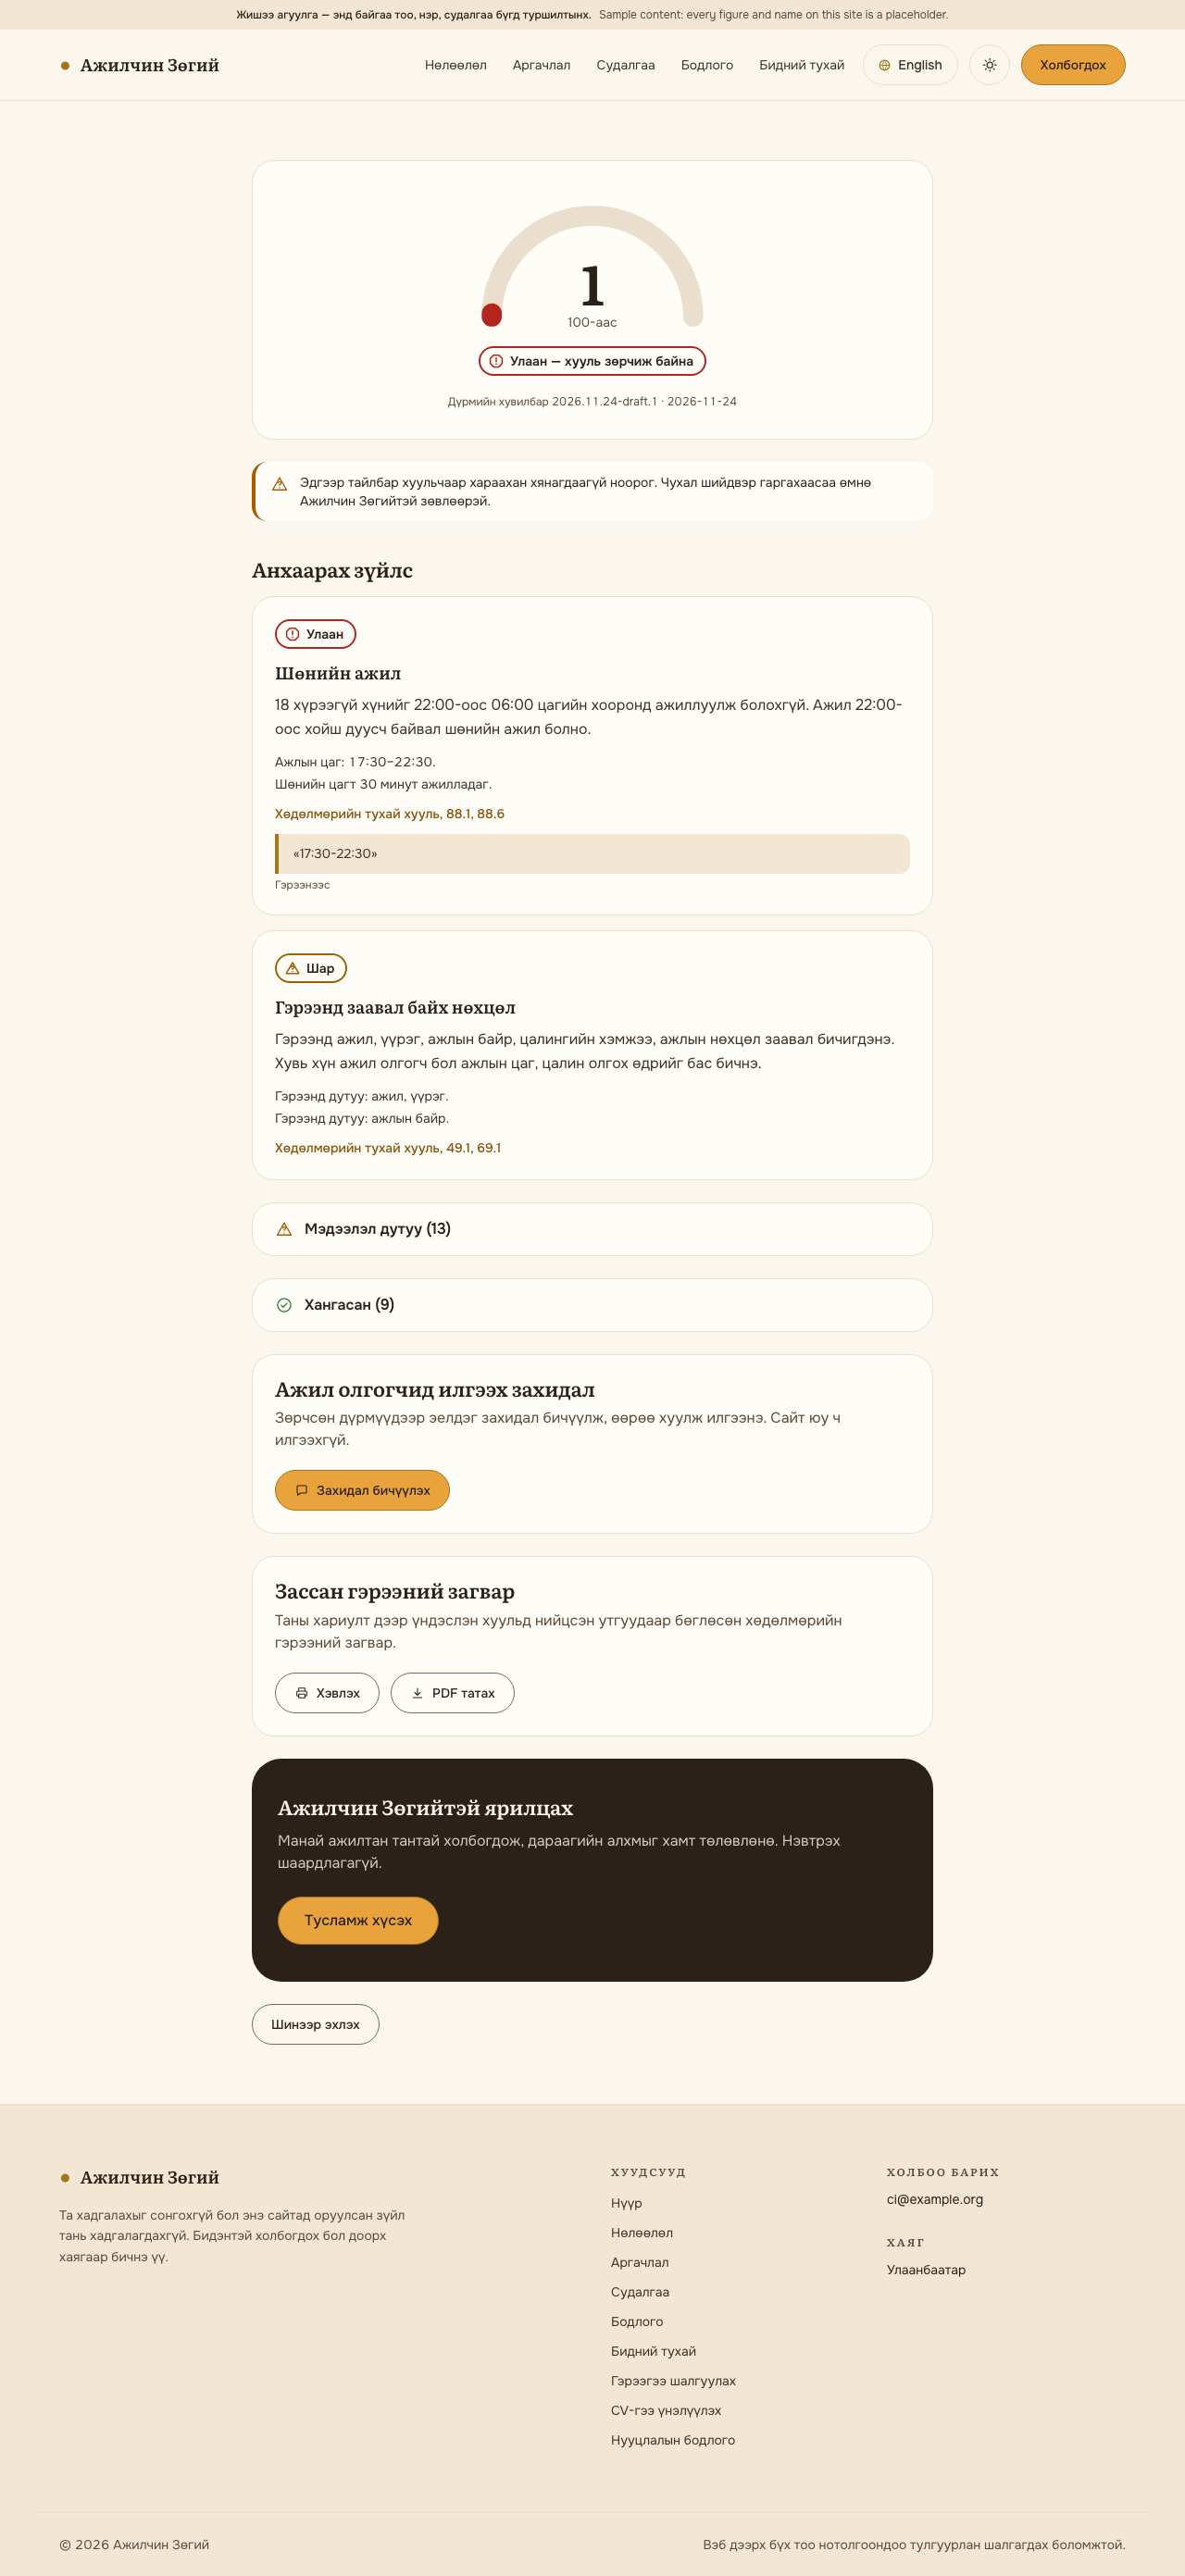 Жишээ агуулга — энд байгаа тоо, нэр, судалгаа бүгд туршилтынх. Sample content: every figure and name on this site is a placeholder.
Ажилчин Зөгий
Нөлөөлөл
Аргачлал
Судалгаа
Бодлого
Бидний тухай
English
Холбогдох
1
100-аас
Улаан — хууль зөрчиж байна
Дүрмийн хувилбар 2026.11.24-draft.1 · 2026-11-24
Эдгээр тайлбар хуульчаар хараахан хянагдаагүй ноорог. Чухал шийдвэр гаргахаасаа өмнө
Ажилчин Зөгийтэй зөвлөөрэй.
Анхаарах зүйлс
Улаан
Шөнийн ажил
18 хүрээгүй хүнийг 22:00-оос 06:00 цагийн хооронд ажиллуулж болохгүй. Ажил 22:00-
оос хойш дуусч байвал шөнийн ажил болно.
Ажлын цаг: 17:30–22:30.
Шөнийн цагт 30 минут ажилладаг.
Хөдөлмөрийн тухай хууль, 88.1, 88.6
«17:30-22:30»
Гэрээнээс
Шар
Гэрээнд заавал байх нөхцөл
Гэрээнд ажил, үүрэг, ажлын байр, цалингийн хэмжээ, ажлын нөхцөл заавал бичигдэнэ.
Хувь хүн ажил олгогч бол ажлын цаг, цалин олгох өдрийг бас бичнэ.
Гэрээнд дутуу: ажил, үүрэг.
Гэрээнд дутуу: ажлын байр.
Хөдөлмөрийн тухай хууль, 49.1, 69.1
Мэдээлэл дутуу (13)
Хангасан (9)
Ажил олгогчид илгээх захидал
Зөрчсөн дүрмүүдээр эелдэг захидал бичүүлж, өөрөө хуулж илгээнэ. Сайт юу ч
илгээхгүй.
Захидал бичүүлэх
Зассан гэрээний загвар
Таны хариулт дээр үндэслэн хуульд нийцсэн утгуудаар бөглөсөн хөдөлмөрийн
гэрээний загвар.
Хэвлэх
PDF татах
Ажилчин Зөгийтэй ярилцах
Манай ажилтан тантай холбогдож, дараагийн алхмыг хамт төлөвлөнө. Нэвтрэх
шаардлагагүй.
Тусламж хүсэх
Шинээр эхлэх
Ажилчин Зөгий
Та хадгалахыг сонгохгүй бол энэ сайтад оруулсан зүйл
тань хадгалагдахгүй. Бидэнтэй холбогдох бол доорх
хаягаар бичнэ үү.
ХУУДСУУД
Нүүр
Нөлөөлөл
Аргачлал
Судалгаа
Бодлого
Бидний тухай
Гэрээгээ шалгуулах
CV-гээ үнэлүүлэх
Нууцлалын бодлого
ХОЛБОО БАРИХ
ci@example.org
ХАЯГ
Улаанбаатар
© 2026 Ажилчин Зөгий
Вэб дээрх бүх тоо нотолгоондоо тулгуурлан шалгагдах боломжтой.